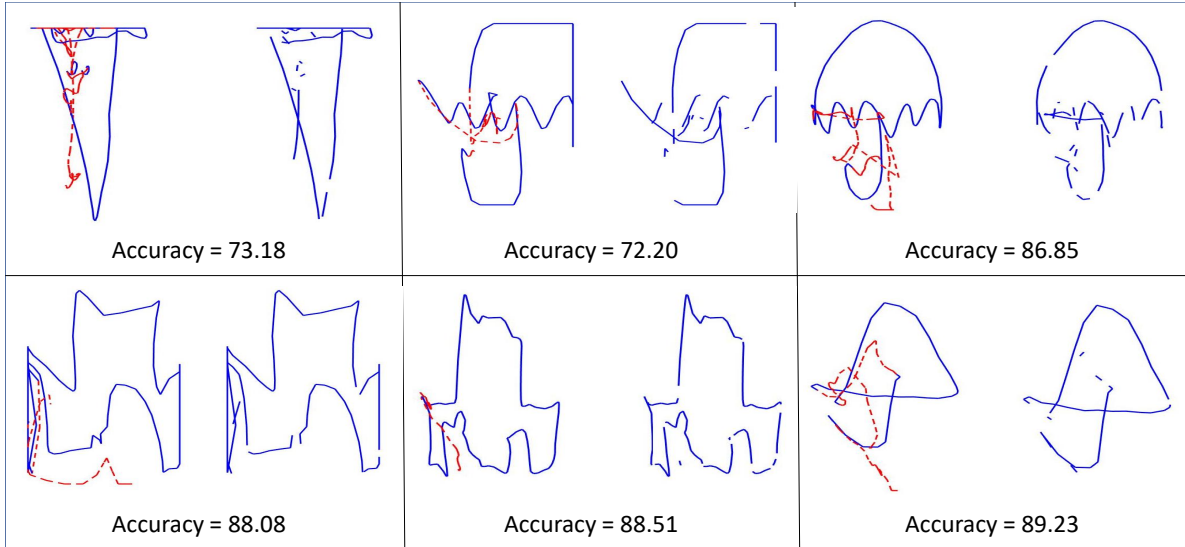 Accuracy = 73.18
Accuracy = 72.20
Accuracy = 86.85
Accuracy = 88.08
Accuracy = 88.51
Accuracy = 89.23